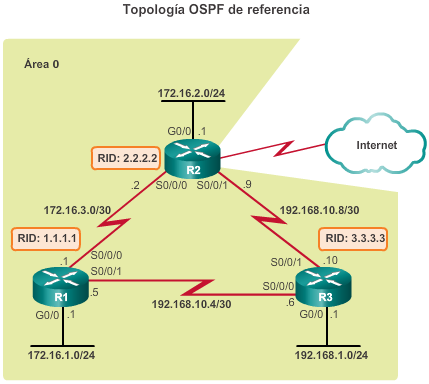 Topología OSPF de referencia
Área 0
172.16.2.0/24
G0/0 .1
Internet
RID: 2.2.2.2
R2
.2 S0/0/0 S0/0/1 .9
172.16.3.0/30
192.168.10.8/30
RID: 1.1.1.1
RID: 3.3.3.3
.1 S0/0/0
S0/0/1 .10
S0/0/1
S0/0/0
R1
.5
192.168.10.4/30
.6
R3
G0/0 .1
G0/0 .1
172.16.1.0/24
192.168.1.0/24